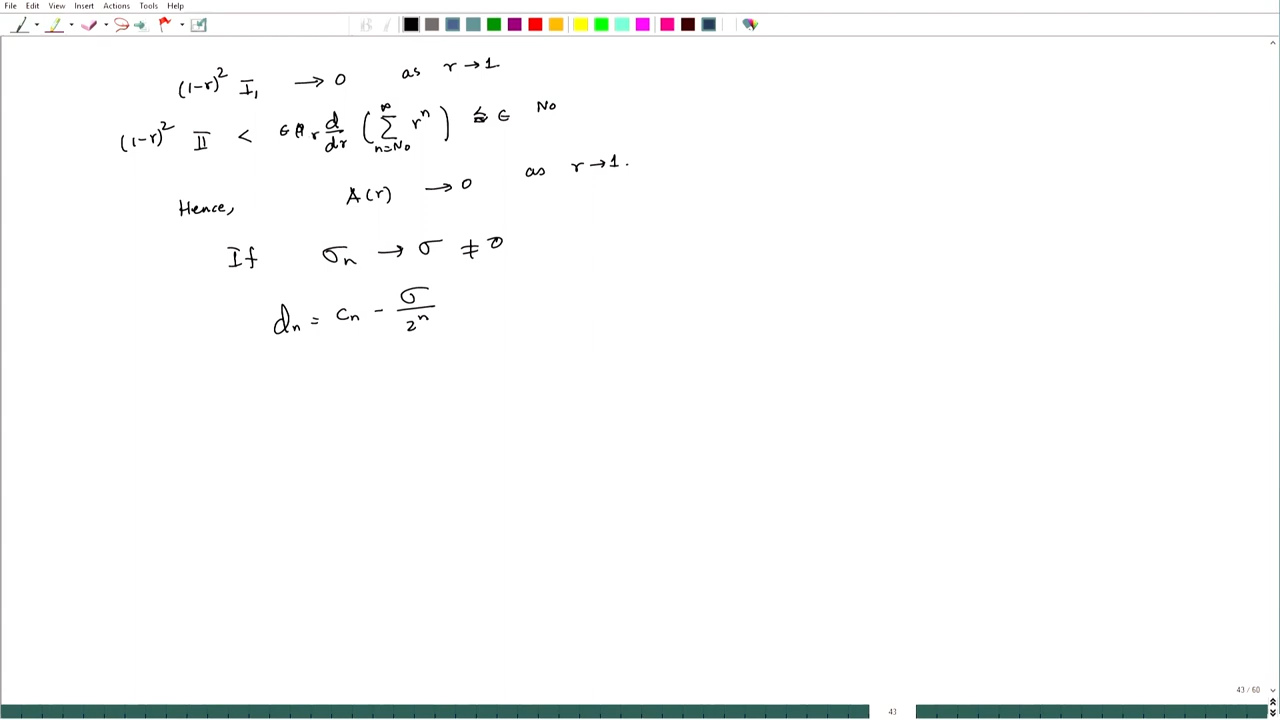 File Edit View Insert Actions Tools Help
(1-r)² I₁ → 0 as r→1
(1-r)² II < ∈ r d/dr ( ∑_{n=N₀}^{∞} rⁿ ) ≤ ∈ N₀
Hence, A(r) → 0 as r→1.
If σₙ → σ ≠ 0
dₙ = cₙ - σ/2ⁿ
43 / 60
43